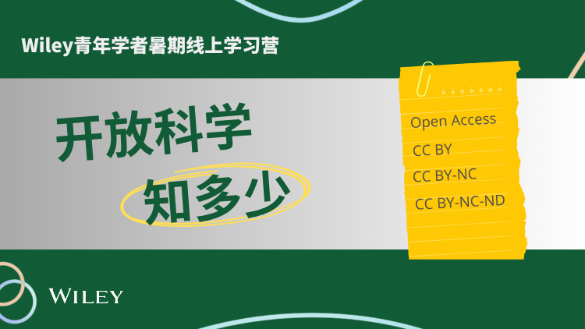 Wiley青年学者暑期线上学习营
开放科学
知多少
Open Access
CC BY
CC BY-NC
CC BY-NC-ND
WILEY